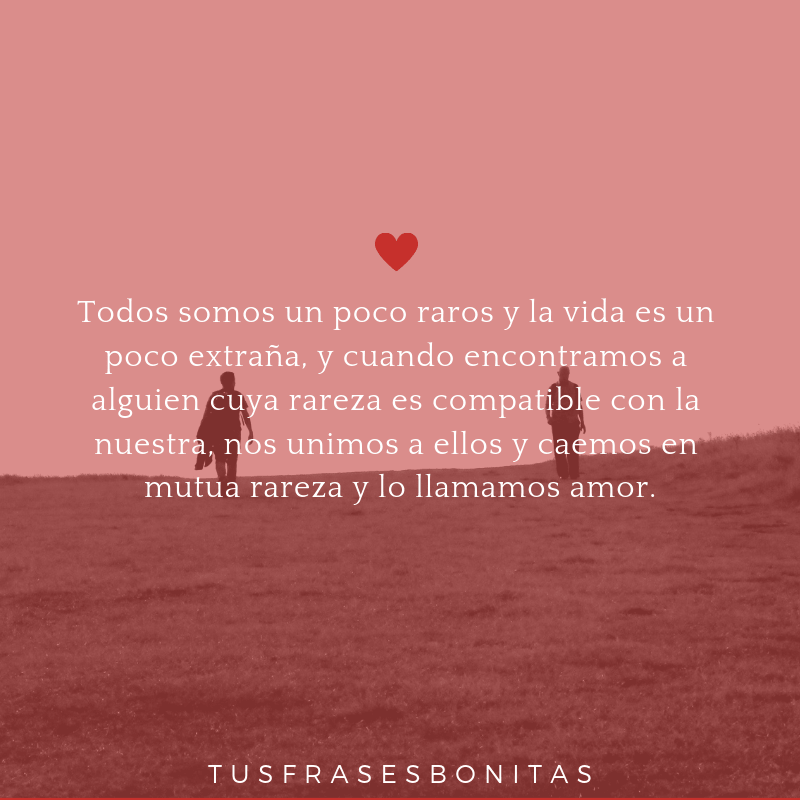 Todos somos un poco raros y la vida es un
poco extraña, y cuando encontramos a
alguien cuya rareza es compatible con la
nuestra, nos unimos a ellos y caemos en
mutua rareza y lo llamamos amor.
TUSFRASESBONITAS